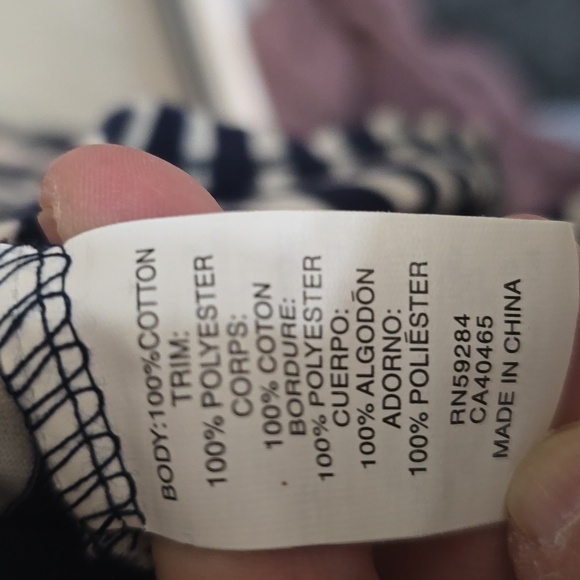 BODY:100%COTTON
TRIM:
100% POLYESTER
CORPS:
100% COTON
BORDURE:
100% POLYESTER
CUERPO:
100% ALGODÓN
ADORNO:
100% POLIÉSTER
RN59284
CA40465
MADE IN CHINA